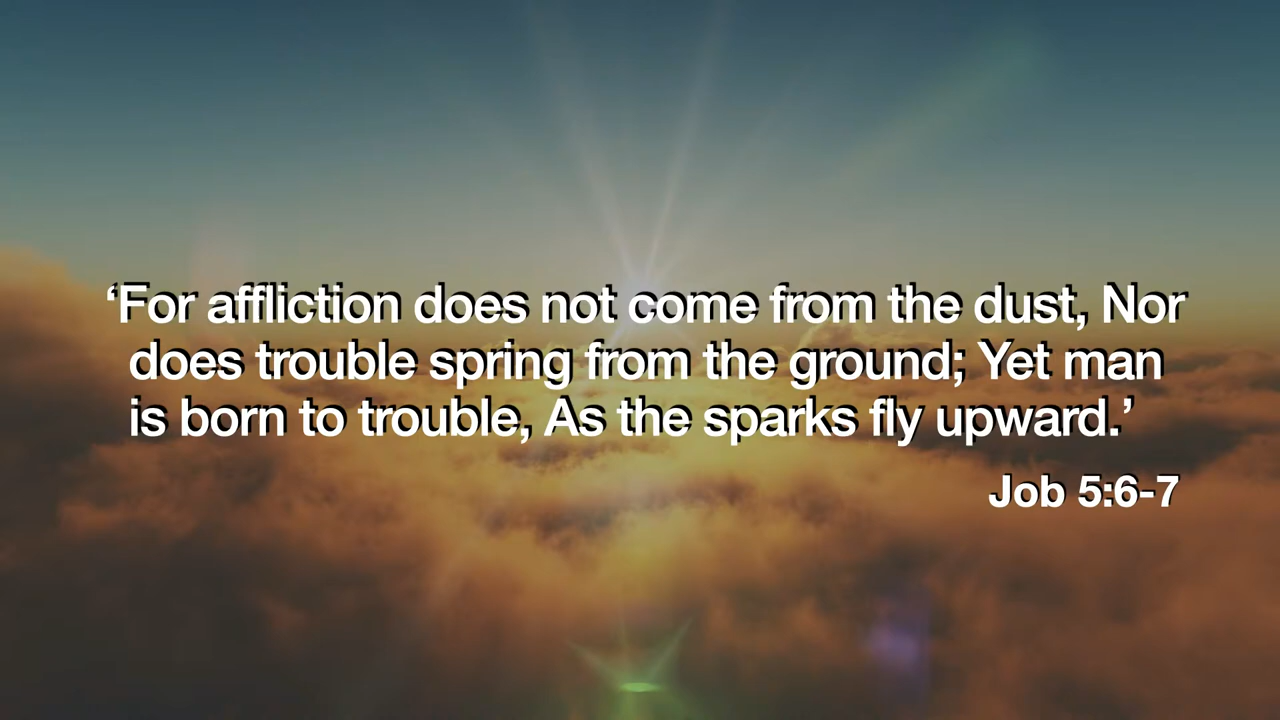 ‘For affliction does not come from the dust, Nor
does trouble spring from the ground; Yet man
is born to trouble, As the sparks fly upward.’
Job 5:6-7